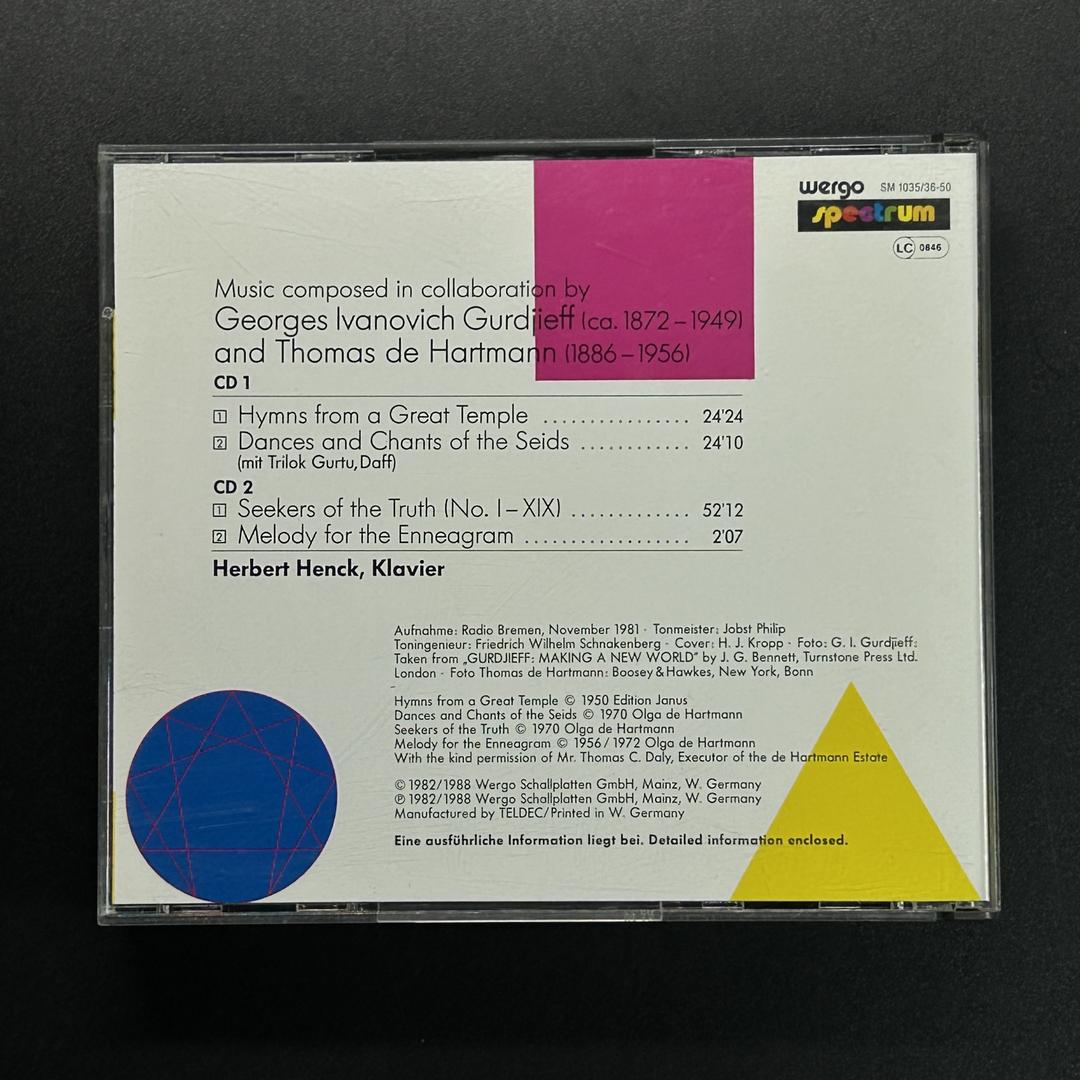 wergo SM 1035/36-50
spectrum
LC 0846
Music composed in collaboration by
Georges Ivanovich Gurdjieff (ca. 1872 – 1949)
and Thomas de Hartmann (1886 – 1956)
CD 1
1 Hymns from a Great Temple ................ 24'24
2 Dances and Chants of the Seids ............ 24'10
(mit Trilok Gurtu, Daff)
CD 2
1 Seekers of the Truth (No. I – XIX) ............. 52'12
2 Melody for the Enneagram .................. 2'07
Herbert Henck, Klavier
Aufnahme: Radio Bremen, November 1981 · Tonmeister: Jobst Philip
Toningenieur: Friedrich Wilhelm Schnakenberg · Cover: H. J. Kropp · Foto: G. I. Gurdjieff:
Taken from „GURDJIEFF: MAKING A NEW WORLD" by J. G. Bennett, Turnstone Press Ltd.
London · Foto Thomas de Hartmann: Boosey & Hawkes, New York, Bonn
Hymns from a Great Temple © 1950 Edition Janus
Dances and Chants of the Seids © 1970 Olga de Hartmann
Seekers of the Truth © 1970 Olga de Hartmann
Melody for the Enneagram © 1956 / 1972 Olga de Hartmann
With the kind permission of Mr. Thomas C. Daly, Executor of the de Hartmann Estate
© 1982/1988 Wergo Schallplatten GmbH, Mainz, W. Germany
℗ 1982/1988 Wergo Schallplatten GmbH, Mainz, W. Germany
Manufactured by TELDEC/Printed in W. Germany
Eine ausführliche Information liegt bei. Detailed information enclosed.